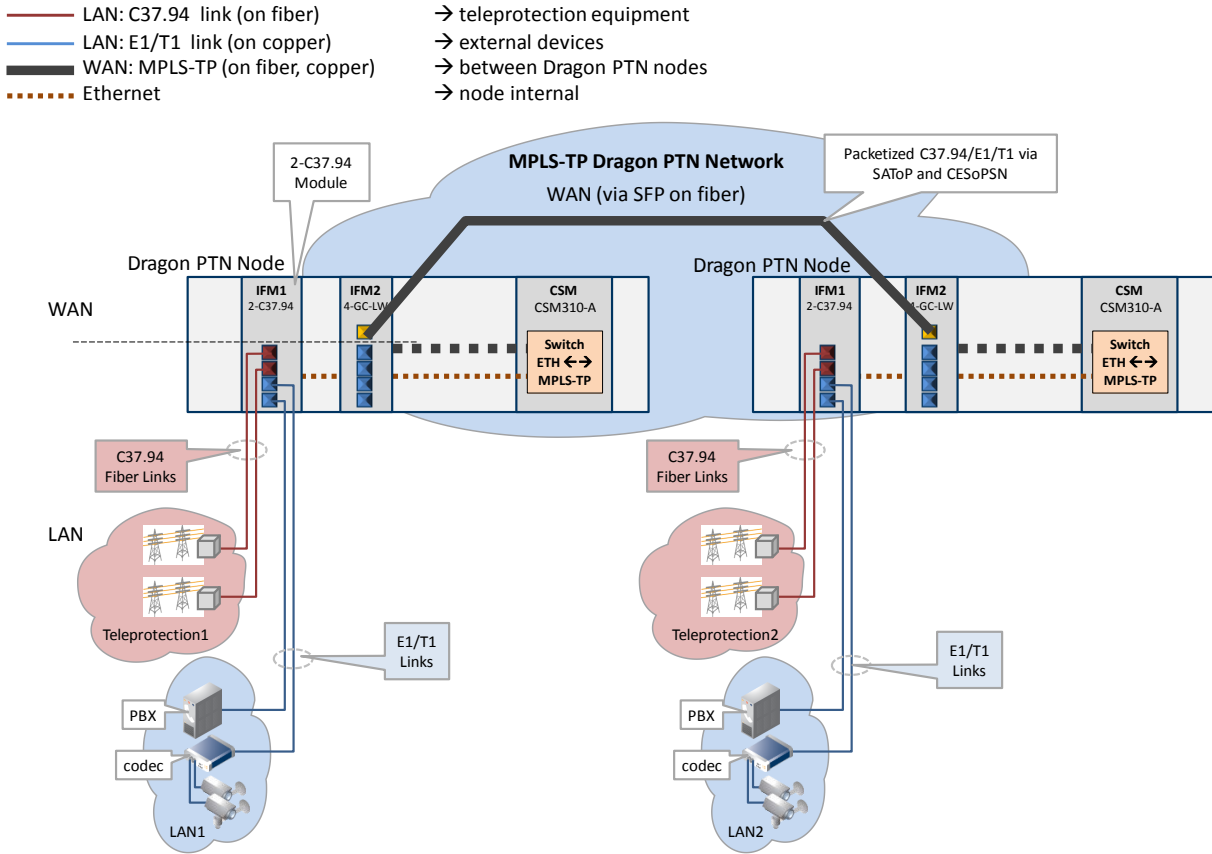 LAN: C37.94 link (on fiber) → teleprotection equipment
LAN: E1/T1 link (on copper) → external devices
WAN: MPLS-TP (on fiber, copper) → between Dragon PTN nodes
Ethernet → node internal
2-C37.94
Module
MPLS-TP Dragon PTN Network
WAN (via SFP on fiber)
Packetized C37.94/E1/T1 via
SAToP and CESoPSN
Dragon PTN Node
Dragon PTN Node
WAN
IFM1
2-C37.94
IFM2
4-GC-LW
CSM
CSM310-A
Switch
ETH ←→
MPLS-TP
IFM1
2-C37.94
IFM2
4-GC-LW
CSM
CSM310-A
Switch
ETH ←→
MPLS-TP
C37.94
Fiber Links
C37.94
Fiber Links
LAN
Teleprotection1
Teleprotection2
E1/T1
Links
E1/T1
Links
PBX
codec
LAN1
PBX
codec
LAN2